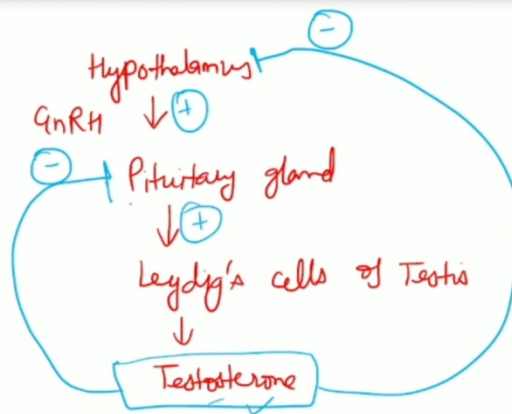 −
Hypothalamus
GnRH ↓ +
−
Pituitary gland
↓ +
Leydig's cells of Testis
↓
Testosterone